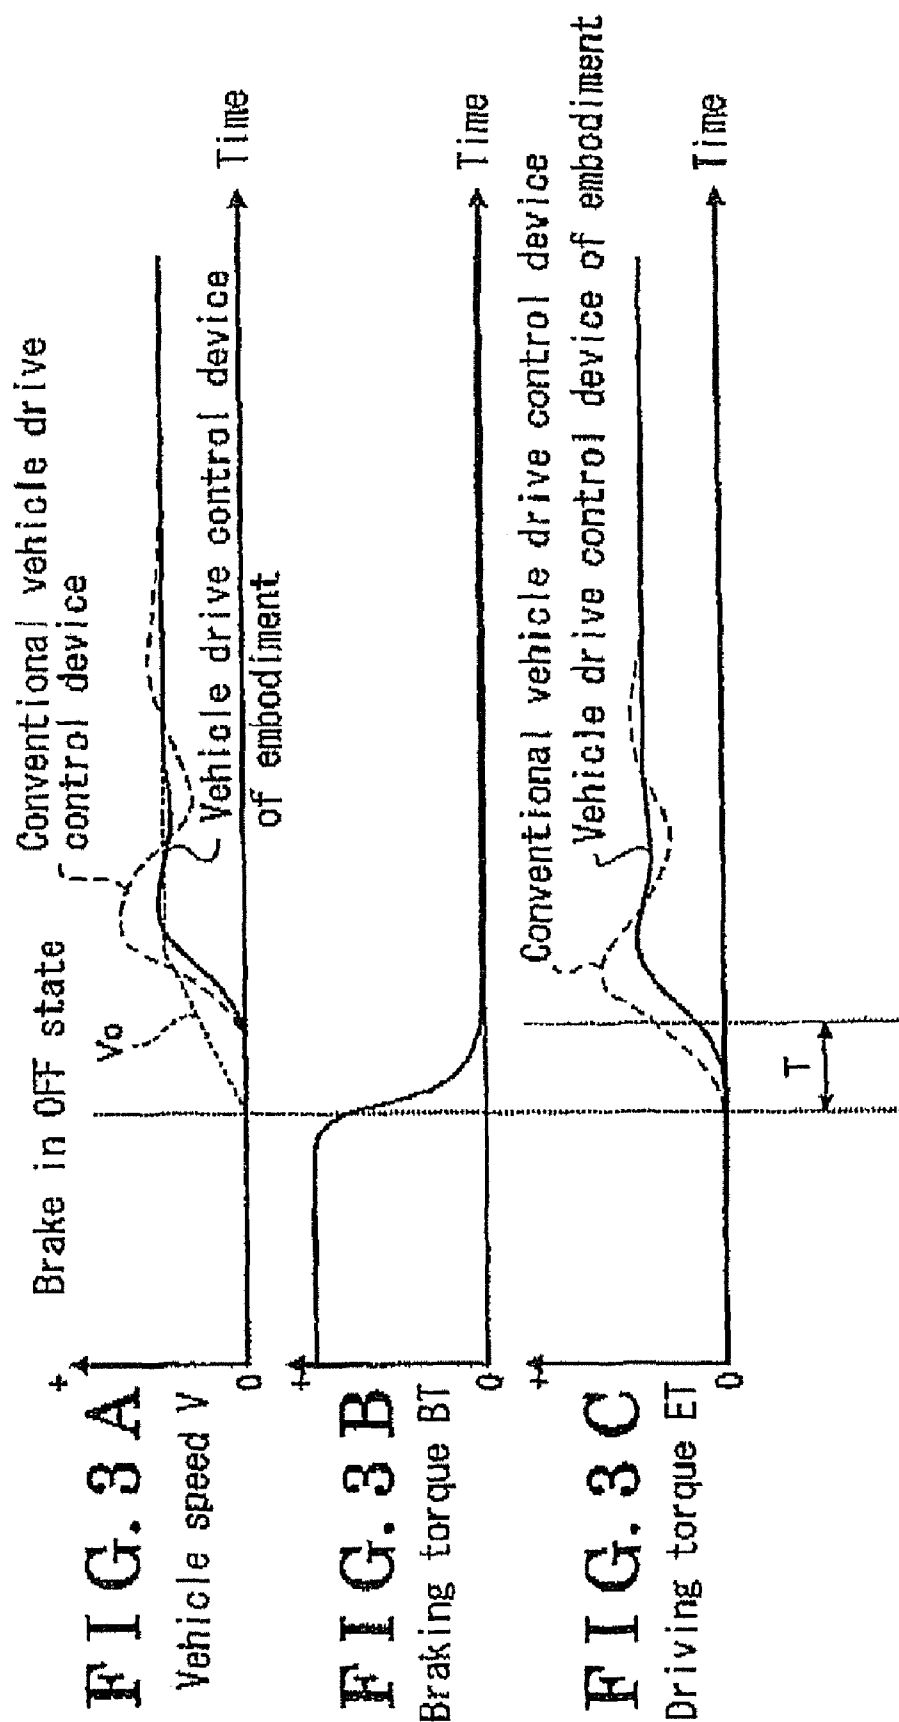 FIG. 3A
Vehicle speed V
+
0
Brake in OFF state
Vo
Conventional vehicle drive
control device
Vehicle drive control device
of embodiment
Time
FIG. 3B
Braking torque BT
+
0
Time
FIG. 3C
Driving torque ET
+
0
Conventional vehicle drive control device
Vehicle drive control device of embodiment
T
Time